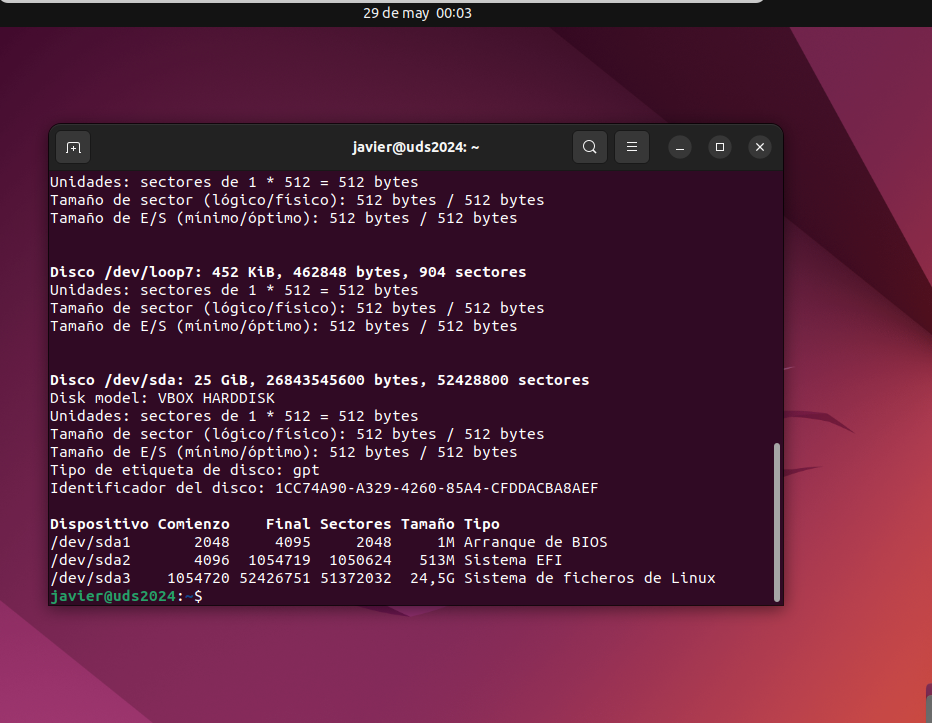 29 de may 00:03
javier@uds2024: ~
Unidades: sectores de 1 * 512 = 512 bytes
Tamaño de sector (lógico/físico): 512 bytes / 512 bytes
Tamaño de E/S (mínimo/óptimo): 512 bytes / 512 bytes
Disco /dev/loop7: 452 KiB, 462848 bytes, 904 sectores
Unidades: sectores de 1 * 512 = 512 bytes
Tamaño de sector (lógico/físico): 512 bytes / 512 bytes
Tamaño de E/S (mínimo/óptimo): 512 bytes / 512 bytes
Disco /dev/sda: 25 GiB, 26843545600 bytes, 52428800 sectores
Disk model: VBOX HARDDISK
Unidades: sectores de 1 * 512 = 512 bytes
Tamaño de sector (lógico/físico): 512 bytes / 512 bytes
Tamaño de E/S (mínimo/óptimo): 512 bytes / 512 bytes
Tipo de etiqueta de disco: gpt
Identificador del disco: 1CC74A90-A329-4260-85A4-CFDDACBA8AEF
Dispositivo Comienzo    Final Sectores Tamaño Tipo
/dev/sda1       2048     4095     2048     1M Arranque de BIOS
/dev/sda2       4096  1054719  1050624   513M Sistema EFI
/dev/sda3    1054720 52426751 51372032  24,5G Sistema de ficheros de Linux
javier@uds2024:~$